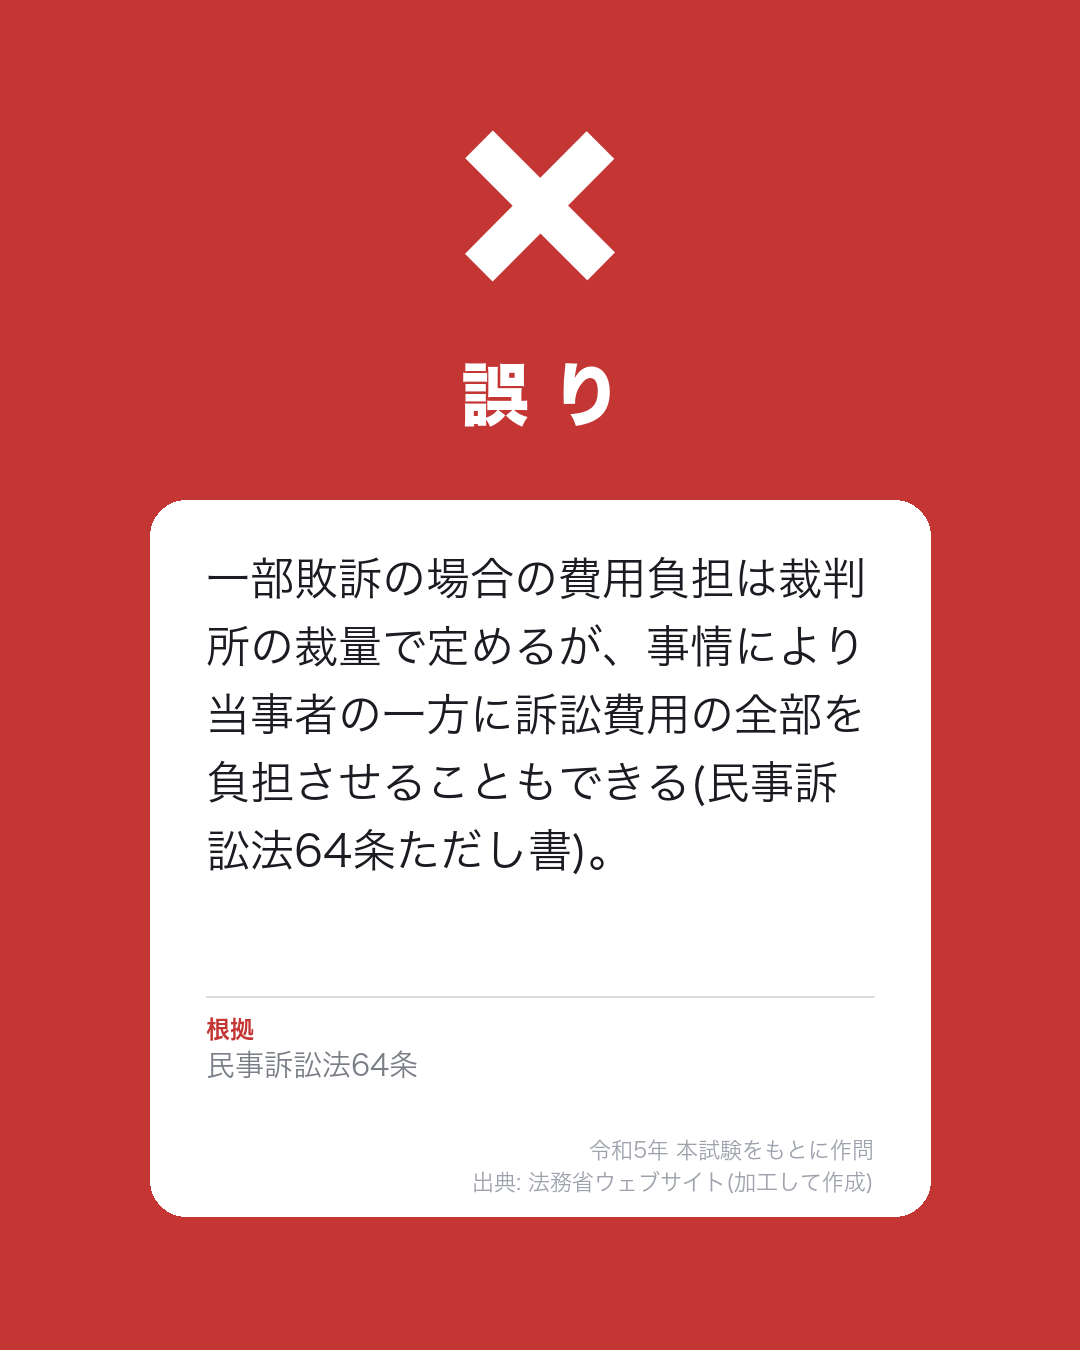 誤り
一部敗訴の場合の費用負担は裁判
所の裁量で定めるが、事情により
当事者の一方に訴訟費用の全部を
負担させることもできる(民事訴
訟法64条ただし書)。
根拠
民事訴訟法64条
令和5年 本試験をもとに作問
出典: 法務省ウェブサイト(加工して作成)